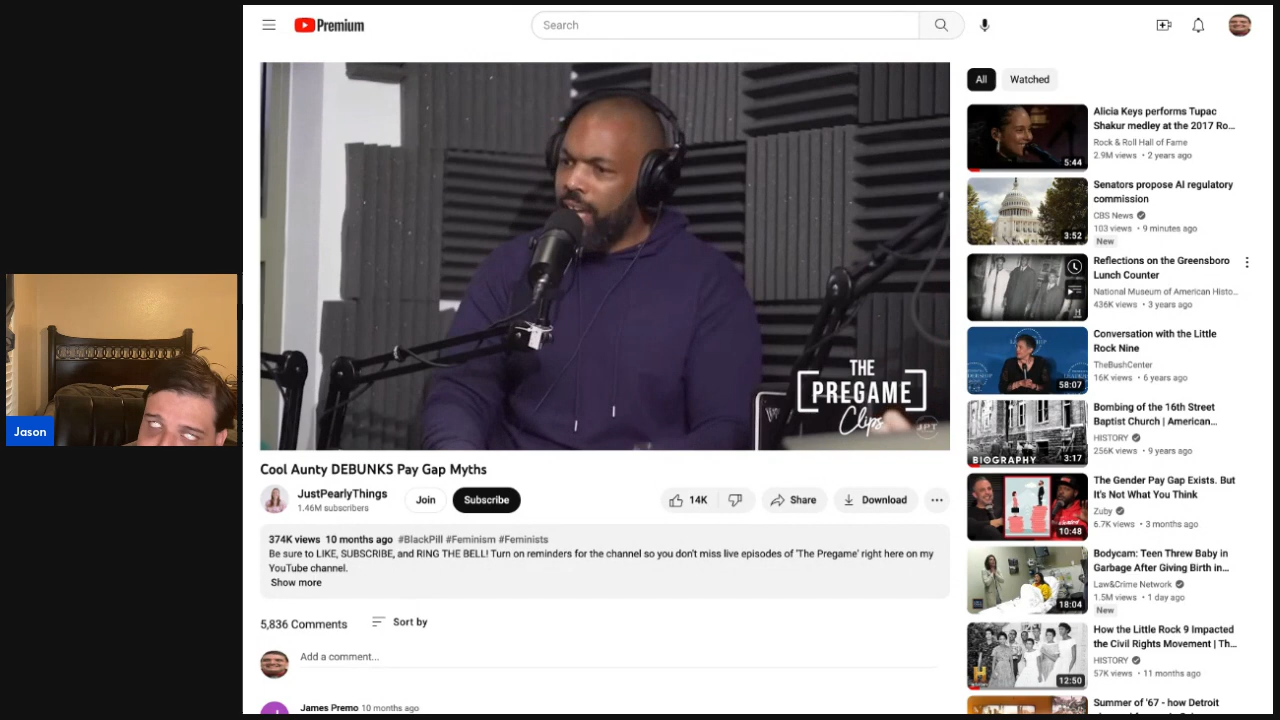 Premium
Search
THE
PREGAME
Clips
JPT
Jason
Cool Aunty DEBUNKS Pay Gap Myths
JustPearlyThings
1.46M subscribers
Join
Subscribe
14K
Share
Download
374K views 10 months ago #BlackPill #Feminism #Feminists
Be sure to LIKE, SUBSCRIBE, and RING THE BELL! Turn on reminders for the channel so you don't miss live episodes of 'The Pregame' right here on my
YouTube channel.
Show more
5,836 Comments
Sort by
Add a comment...
James Premo 10 months ago
All
Watched
5:44
Alicia Keys performs Tupac
Shakur medley at the 2017 Ro...
Rock & Roll Hall of Fame
2.9M views • 2 years ago
3:52
Senators propose AI regulatory
commission
CBS News
103 views • 9 minutes ago
New
Reflections on the Greensboro
Lunch Counter
National Museum of American Histo...
436K views • 3 years ago
58:07
Conversation with the Little
Rock Nine
TheBushCenter
16K views • 6 years ago
BIOGRAPHY
3:17
Bombing of the 16th Street
Baptist Church | American...
HISTORY
256K views • 9 years ago
10:48
The Gender Pay Gap Exists. But
It's Not What You Think
Zuby
6.7K views • 3 months ago
18:04
Bodycam: Teen Threw Baby in
Garbage After Giving Birth in...
Law&Crime Network
1.5M views • 1 day ago
New
12:50
How the Little Rock 9 Impacted
the Civil Rights Movement | Th...
HISTORY
57K views • 11 months ago
Summer of '67 - how Detroit